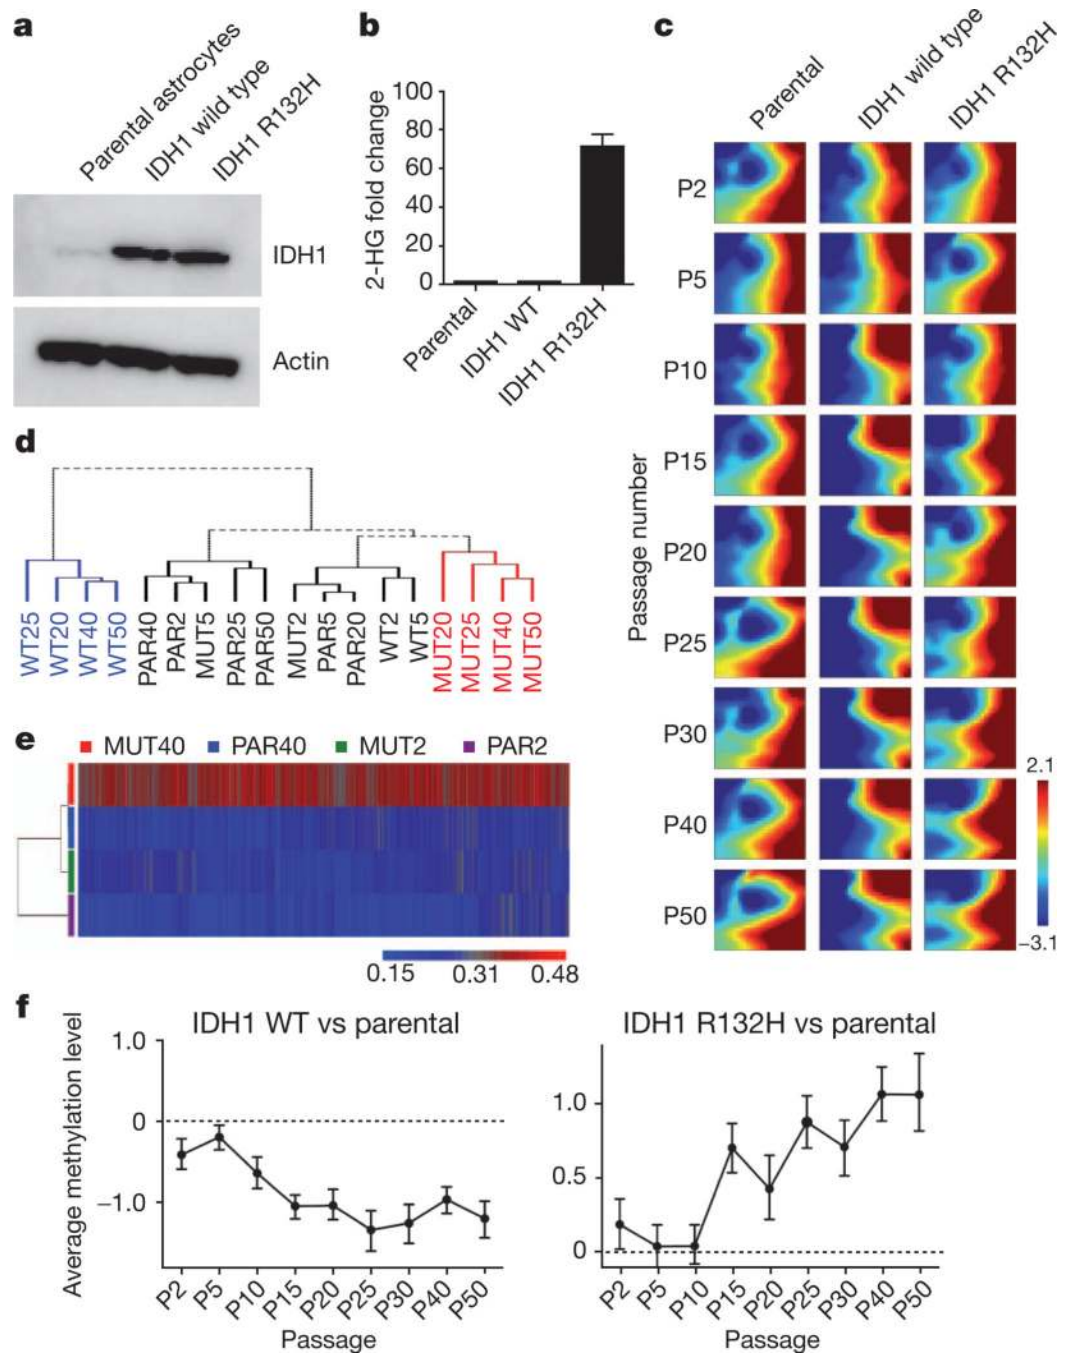 a
Parental astrocytes
IDH1 wild type
IDH1 R132H
IDH1
Actin
b
2-HG fold change
100
80
60
40
20
0
Parental
IDH1 WT
IDH1 R132H
c
Parental
IDH1 wild type
IDH1 R132H
Passage number
P2
P5
P10
P15
P20
P25
P30
P40
P50
2.1
−3.1
d
WT25
WT20
WT40
WT50
PAR40
PAR2
MUT5
PAR25
PAR50
MUT2
PAR5
PAR20
WT2
WT5
MUT20
MUT25
MUT40
MUT50
e
MUT40
PAR40
MUT2
PAR2
0.15
0.31
0.48
f
IDH1 WT vs parental
Average methylation level
1.0
0
−1.0
P2
P5
P10
P15
P20
P25
P30
P40
P50
Passage
IDH1 R132H vs parental
1.0
0.5
0
P2
P5
P10
P15
P20
P25
P30
P40
P50
Passage